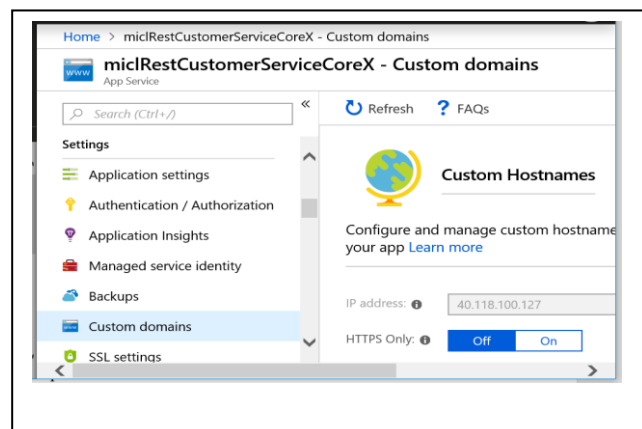 Home > miclRestCustomerServiceCoreX - Custom domains
www
miclRestCustomerServiceCoreX - Custom domains
App Service
Search (Ctrl+/)
«
Refresh
? FAQs
Settings
Application settings
Authentication / Authorization
Application Insights
Managed service identity
Backups
www
Custom domains
SSL settings
Custom Hostnames
Configure and manage custom hostname
your app Learn more
IP address:
40.118.100.127
HTTPS Only:
Off
On